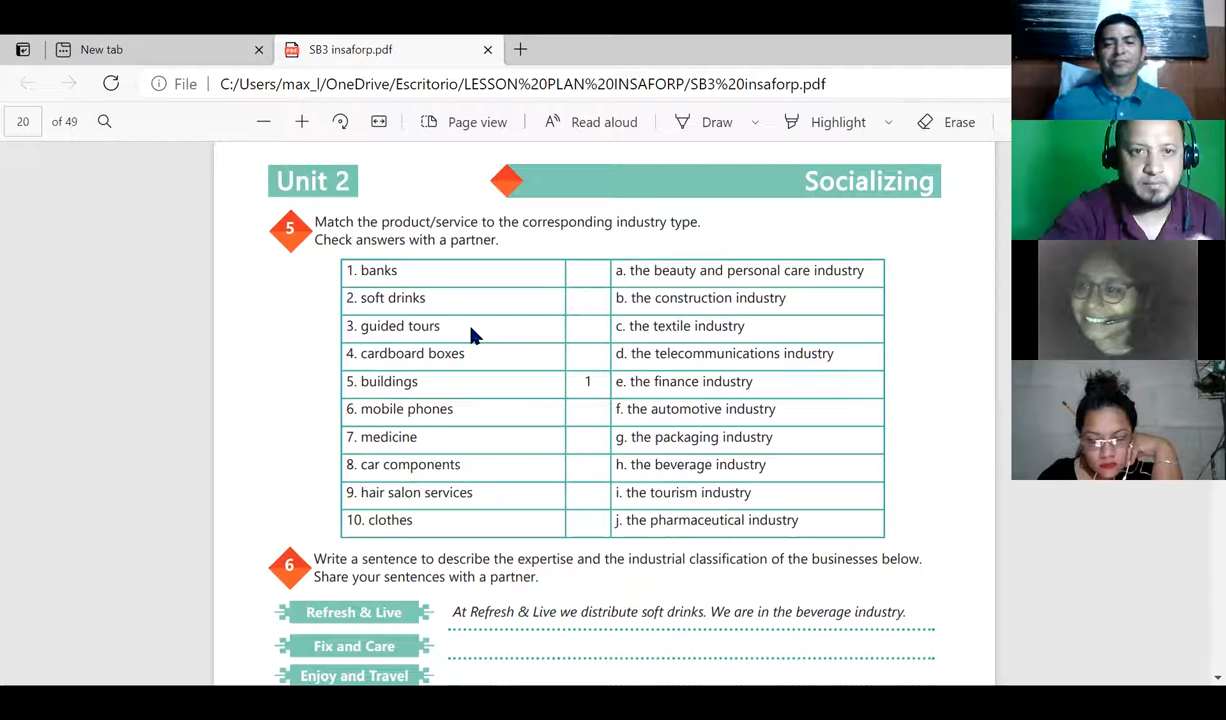 New tab
SB3 insaforp.pdf
File C:/Users/max_l/OneDrive/Escritorio/LESSON%20PLAN%20INSAFORP/SB3%20insaforp.pdf
20 of 49 Page view Read aloud Draw Highlight Erase
Unit 2 Socializing
5 Match the product/service to the corresponding industry type.
Check answers with a partner.
1. banks a. the beauty and personal care industry
2. soft drinks b. the construction industry
3. guided tours c. the textile industry
4. cardboard boxes d. the telecommunications industry
5. buildings 1 e. the finance industry
6. mobile phones f. the automotive industry
7. medicine g. the packaging industry
8. car components h. the beverage industry
9. hair salon services i. the tourism industry
10. clothes j. the pharmaceutical industry
6 Write a sentence to describe the expertise and the industrial classification of the businesses below.
Share your sentences with a partner.
Refresh & Live At Refresh & Live we distribute soft drinks. We are in the beverage industry.
Fix and Care
Enjoy and Travel